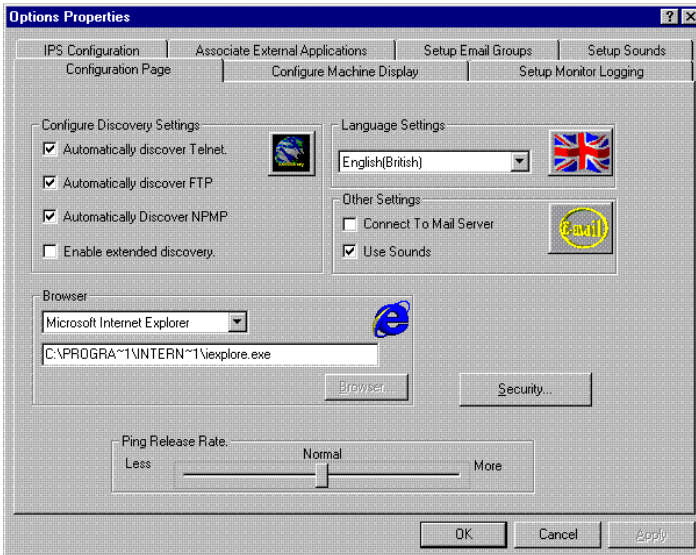 Options Properties
IPS Configuration
Associate External Applications
Setup Email Groups
Setup Sounds
Configuration Page
Configure Machine Display
Setup Monitor Logging
Configure Discovery Settings
Automatically discover Telnet.
Automatically discover FTP
Automatically Discover NPMP
Enable extended discovery.
Language Settings
English(British)
Other Settings
Connect To Mail Server
Email
Use Sounds
Browser
Microsoft Internet Explorer
C:\PROGRA~1\INTERN~1\iexplore.exe
Browser...
Security...
Ping Release Rate.
Less
Normal
More
OK
Cancel
Apply